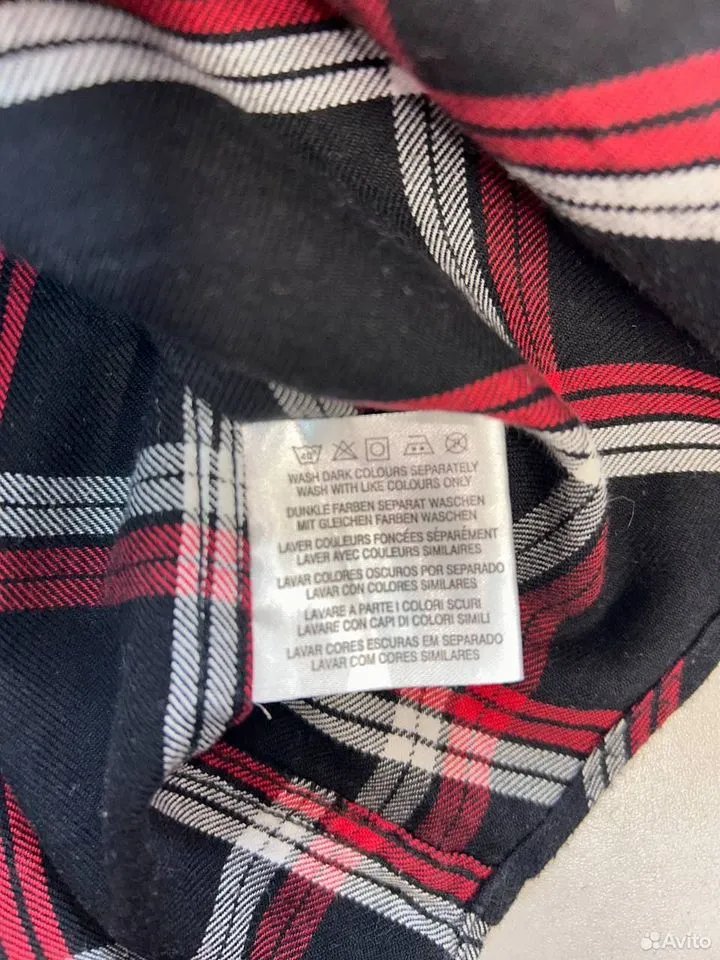 40°
WASH DARK COLOURS SEPARATELY
WASH WITH LIKE COLOURS ONLY
DUNKLE FARBEN SEPARAT WASCHEN
MIT GLEICHEN FARBEN WASCHEN
LAVER COULEURS FONCÉES SÉPARÉMENT
LAVER AVEC COULEURS SIMILAIRES
LAVAR COLORES OSCUROS POR SEPARADO
LAVAR CON COLORES SIMILARES
LAVARE A PARTE I COLORI SCURI
LAVARE CON CAPI DI COLORI SIMILI
LAVAR CORES ESCURAS EM SEPARADO
LAVAR COM CORES SIMILARES
Avito